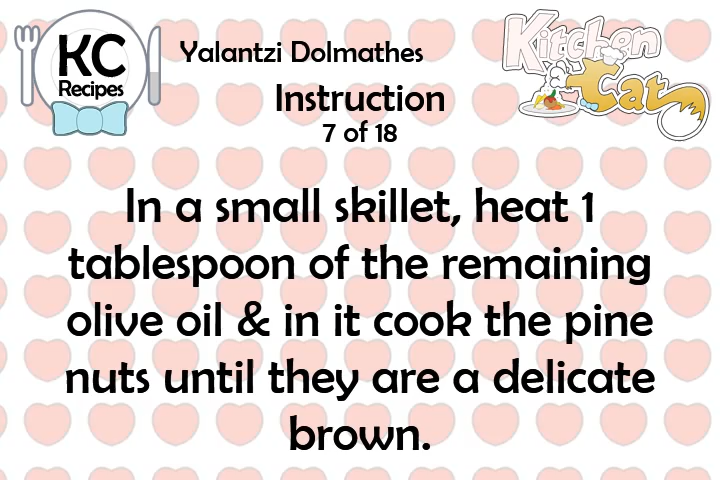 KC
Recipes
Yalantzi Dolmathes
Kitchen
Cat
Instruction
7 of 18
In a small skillet, heat 1
tablespoon of the remaining
olive oil & in it cook the pine
nuts until they are a delicate
brown.